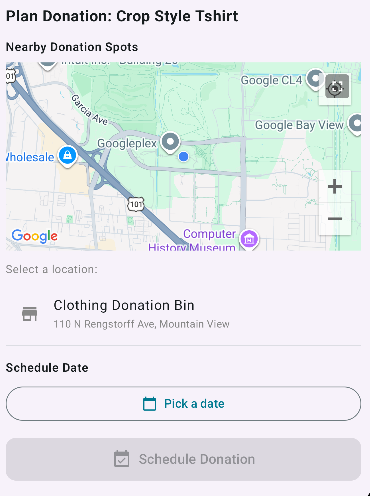 Plan Donation: Crop Style Tshirt
Nearby Donation Spots
Intuit Inc. - Building 20
Google CL4
01
Garcia Ave
Google Bay View
Googleplex
Wholesale
101
Computer
History Museum
Google
+
−
Select a location:
Clothing Donation Bin
110 N Rengstorff Ave, Mountain View
Schedule Date
Pick a date
Schedule Donation